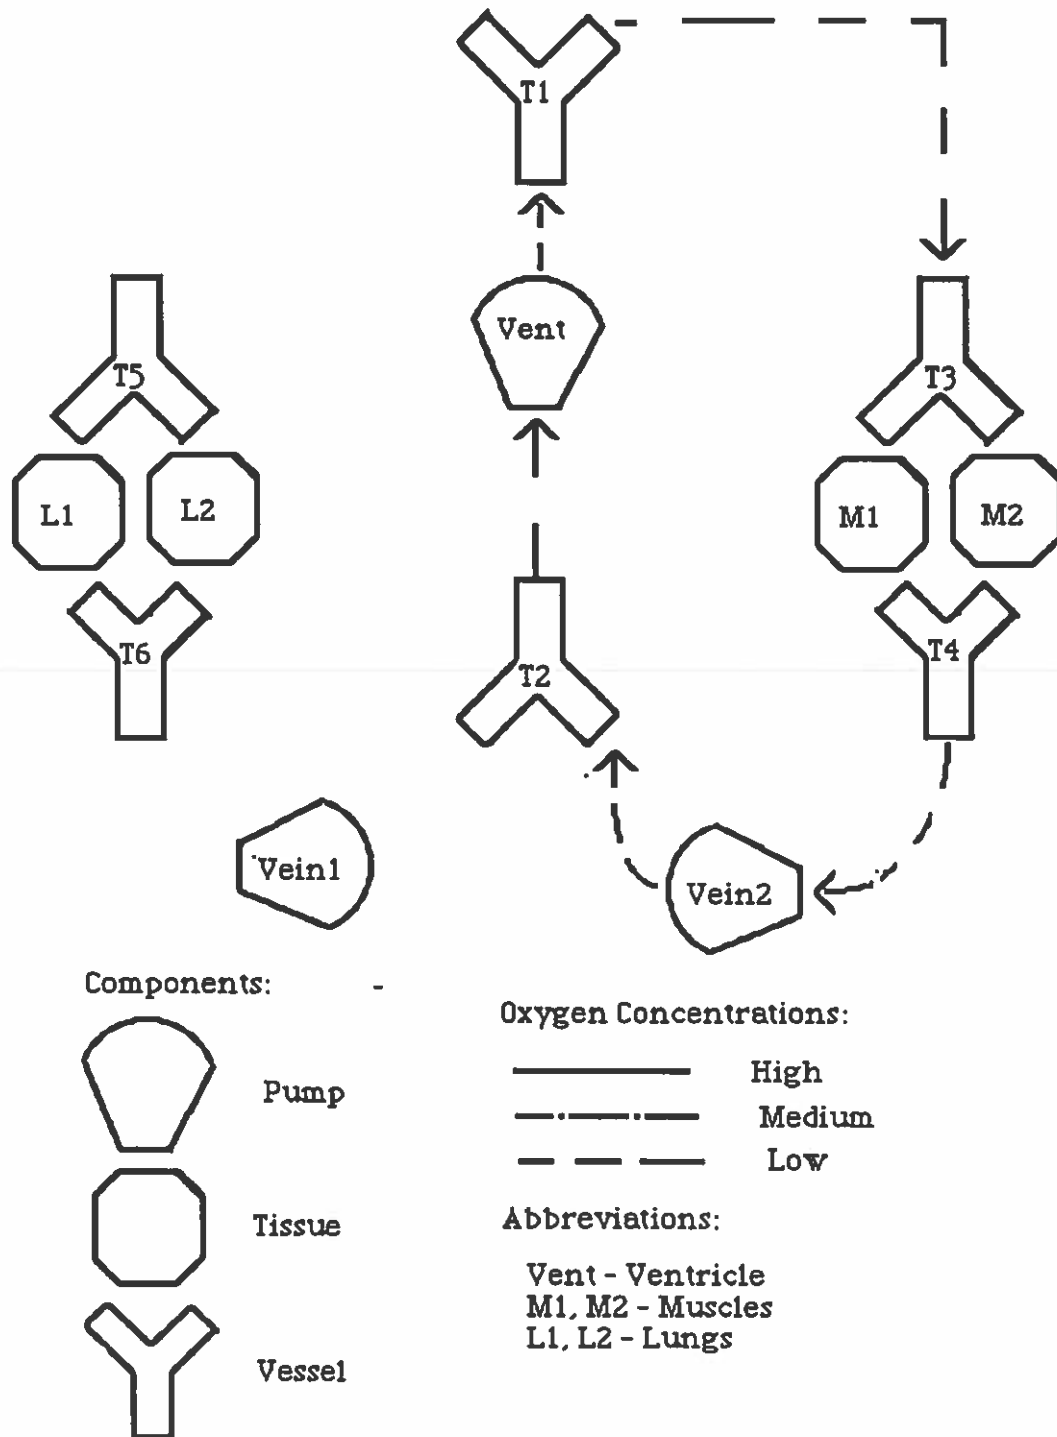 T1
Vent
T5
T3
L1
L2
M1
M2
T6
T2
T4
Vein1
Vein2
Components:
Pump
Tissue
Vessel
Oxygen Concentrations:
High
Medium
Low
Abbreviations:
Vent - Ventricle
M1, M2 - Muscles
L1, L2 - Lungs